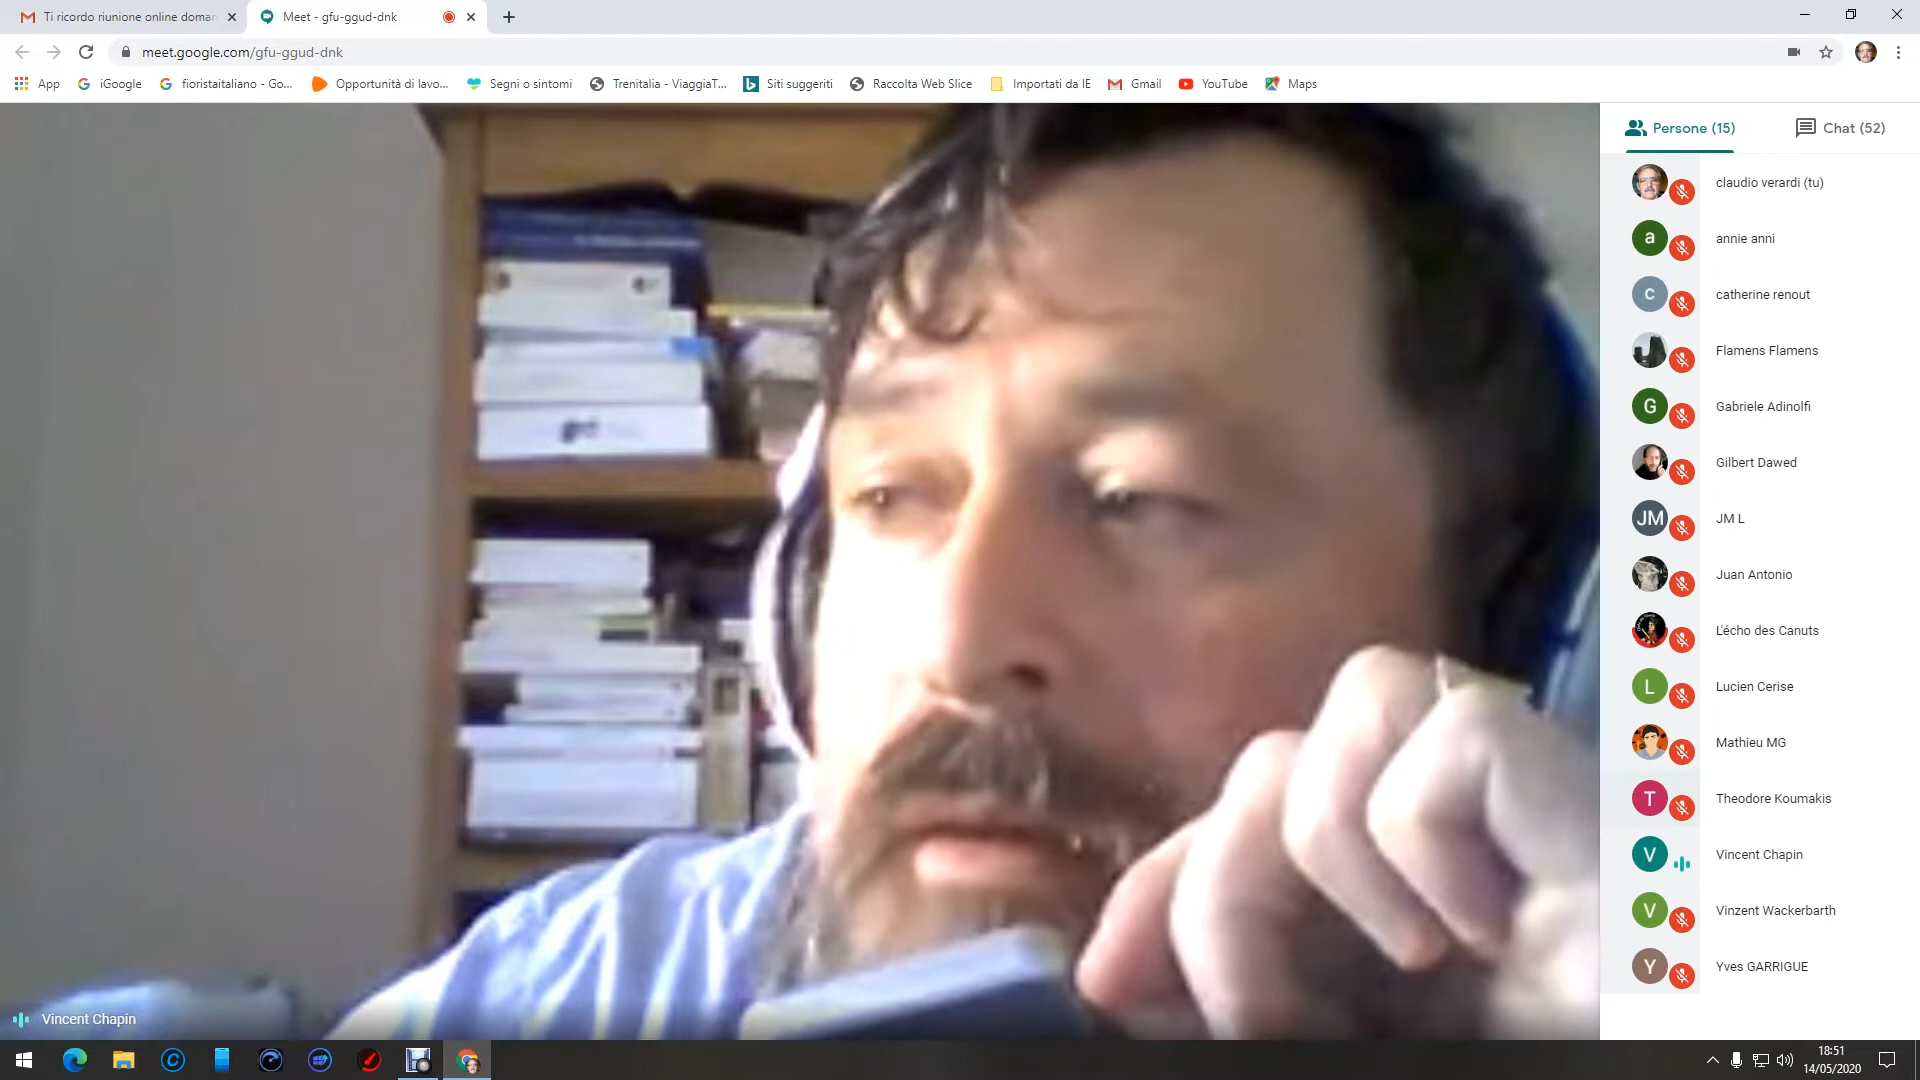 Ti ricordo riunione online doma
Meet - gfu-ggud-dnk
meet.google.com/gfu-ggud-dnk
App
iGoogle
fioristaitaliano - Go...
Opportunità di lavo...
Segni o sintomi
Trenitalia - ViaggiaT...
Siti suggeriti
Raccolta Web Slice
Importati da IE
Gmail
YouTube
Maps
Persone (15)
Chat (52)
claudio verardi (tu)
a
annie anni
c
catherine renout
Flamens Flamens
G
Gabriele Adinolfi
Gilbert Dawed
JM
JM L
Juan Antonio
L'écho des Canuts
L
Lucien Cerise
Mathieu MG
T
Theodore Koumakis
V
Vincent Chapin
V
Vinzent Wackerbarth
Y
Yves GARRIGUE
Vincent Chapin
18:51
14/05/2020